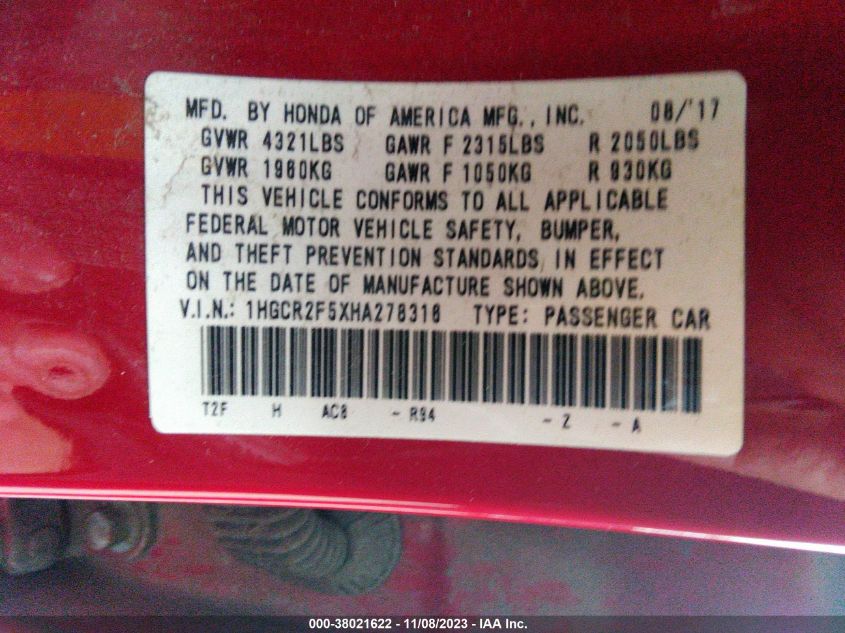 MFD. BY HONDA OF AMERICA MFG., INC. 08/'17
GVWR 4321LBS GAWR F 2315LBS R 2050LBS
GVWR 1960KG GAWR F 1050KG R 930KG
THIS VEHICLE CONFORMS TO ALL APPLICABLE
FEDERAL MOTOR VEHICLE SAFETY, BUMPER,
AND THEFT PREVENTION STANDARDS IN EFFECT
ON THE DATE OF MANUFACTURE SHOWN ABOVE.
V.I.N.: 1HGCR2F5XHA278316 TYPE: PASSENGER CAR
T2F H AC8 - R94 - Z - A
000-38021622 - 11/08/2023 - IAA Inc.